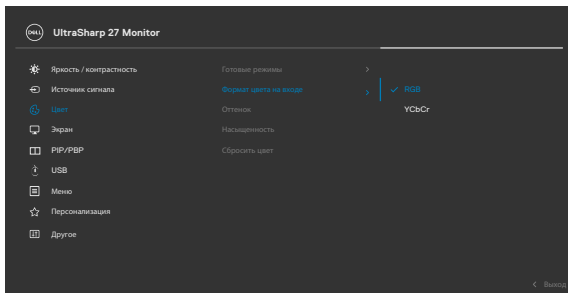 DELL UltraSharp 27 Monitor
Яркость / контрастность
Готовые режимы
Источник сигнала
Формат цвета на входе
RGB
Цвет
Оттенок
YCbCr
Экран
Насыщенность
PIP/PBP
Сбросить цвет
USB
Меню
Персонализация
Другое
Выход